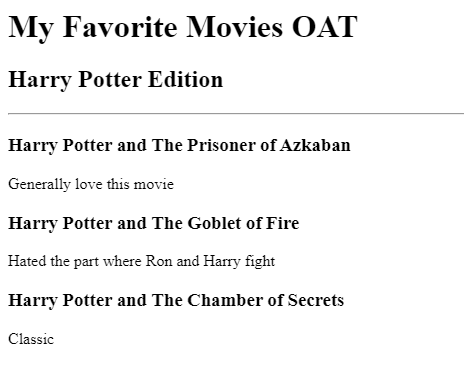 My Favorite Movies OAT
Harry Potter Edition
Harry Potter and The Prisoner of Azkaban
Generally love this movie
Harry Potter and The Goblet of Fire
Hated the part where Ron and Harry fight
Harry Potter and The Chamber of Secrets
Classic